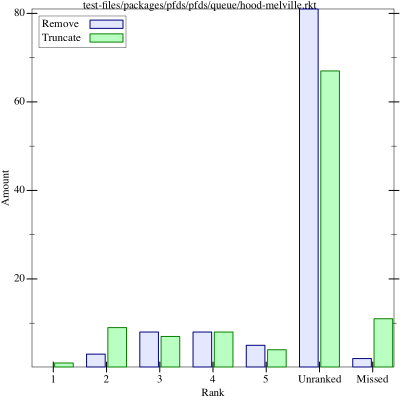 test-files/packages/pfds/pfds/queue/hood-melville.rkt
Remove
Truncate
80
60
40
20
Amount
1 2 3 4 5 Unranked Missed
Rank